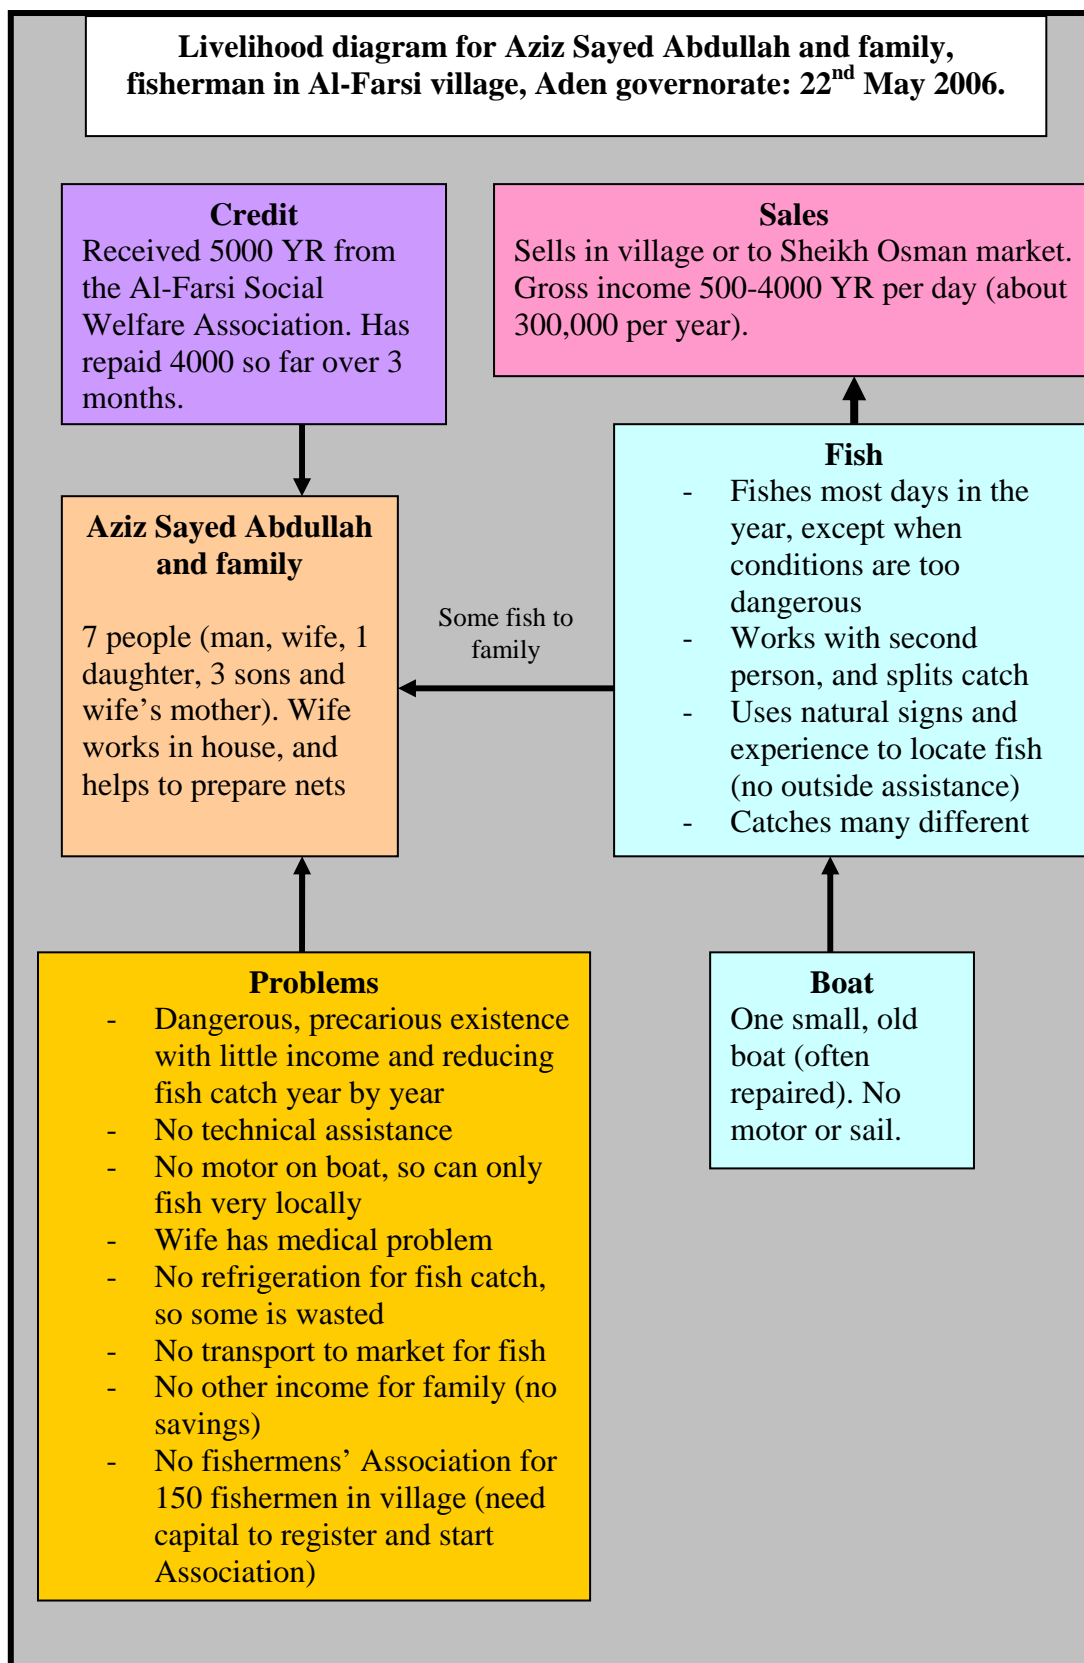 Livelihood diagram for Aziz Sayed Abdullah and family,
fisherman in Al-Farsi village, Aden governorate: 22nd May 2006.
Credit
Received 5000 YR from
the Al-Farsi Social
Welfare Association. Has
repaid 4000 so far over 3
months.
Sales
Sells in village or to Sheikh Osman market.
Gross income 500-4000 YR per day (about
300,000 per year).
Aziz Sayed Abdullah
and family
7 people (man, wife, 1
daughter, 3 sons and
wife’s mother). Wife
works in house, and
helps to prepare nets
Some fish to
family
Fish
- Fishes most days in the
year, except when
conditions are too
dangerous
- Works with second
person, and splits catch
- Uses natural signs and
experience to locate fish
(no outside assistance)
- Catches many different
Problems
- Dangerous, precarious existence
with little income and reducing
fish catch year by year
- No technical assistance
- No motor on boat, so can only
fish very locally
- Wife has medical problem
- No refrigeration for fish catch,
so some is wasted
- No transport to market for fish
- No other income for family (no
savings)
- No fishermens’ Association for
150 fishermen in village (need
capital to register and start
Association)
Boat
One small, old
boat (often
repaired). No
motor or sail.